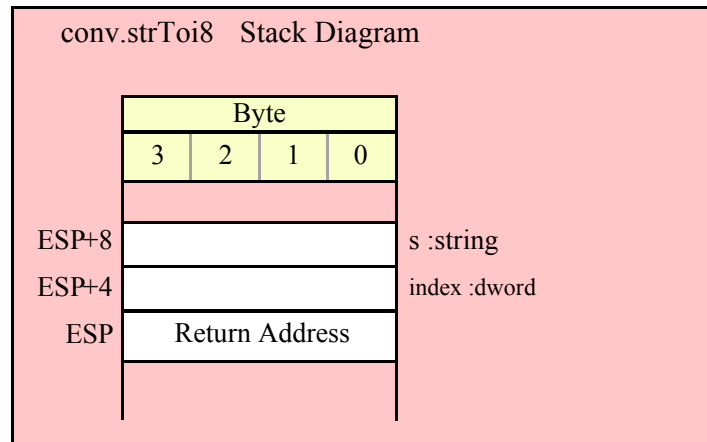 conv.strToi8 Stack Diagram
Byte
3 2 1 0
ESP+8 s :string
ESP+4 index :dword
ESP Return Address